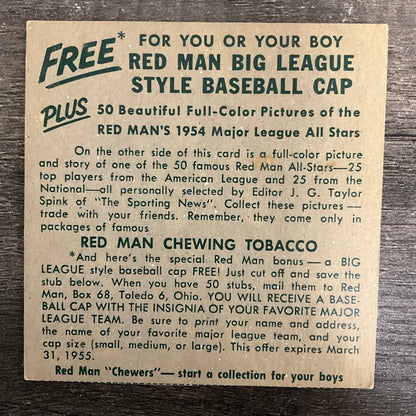 FREE* FOR YOU OR YOUR BOY
RED MAN BIG LEAGUE
STYLE BASEBALL CAP
PLUS 50 Beautiful Full-Color Pictures of the
RED MAN'S 1954 Major League All Stars
On the other side of this card is a full-color picture
and story of one of the 50 famous Red Man All-Stars—25
top players from the American League and 25 from the
National—all personally selected by Editor J. G. Taylor
Spink of "The Sporting News". Collect these pictures—
trade with your friends. Remember, they come only in
packages of famous
RED MAN CHEWING TOBACCO
*And here's the special Red Man bonus—a BIG
LEAGUE style baseball cap FREE! Just cut off and save the
stub below. When you have 50 stubs, mail them to Red
Man, Box 68, Toledo 6, Ohio. YOU WILL RECEIVE A BASE-
BALL CAP WITH THE INSIGNIA OF YOUR FAVORITE MAJOR
LEAGUE TEAM. Be sure to print your name and address,
the name of your favorite major league team, and your
cap size (small, medium, or large). This offer expires March
31, 1955.
Red Man "Chewers"—start a collection for your boys